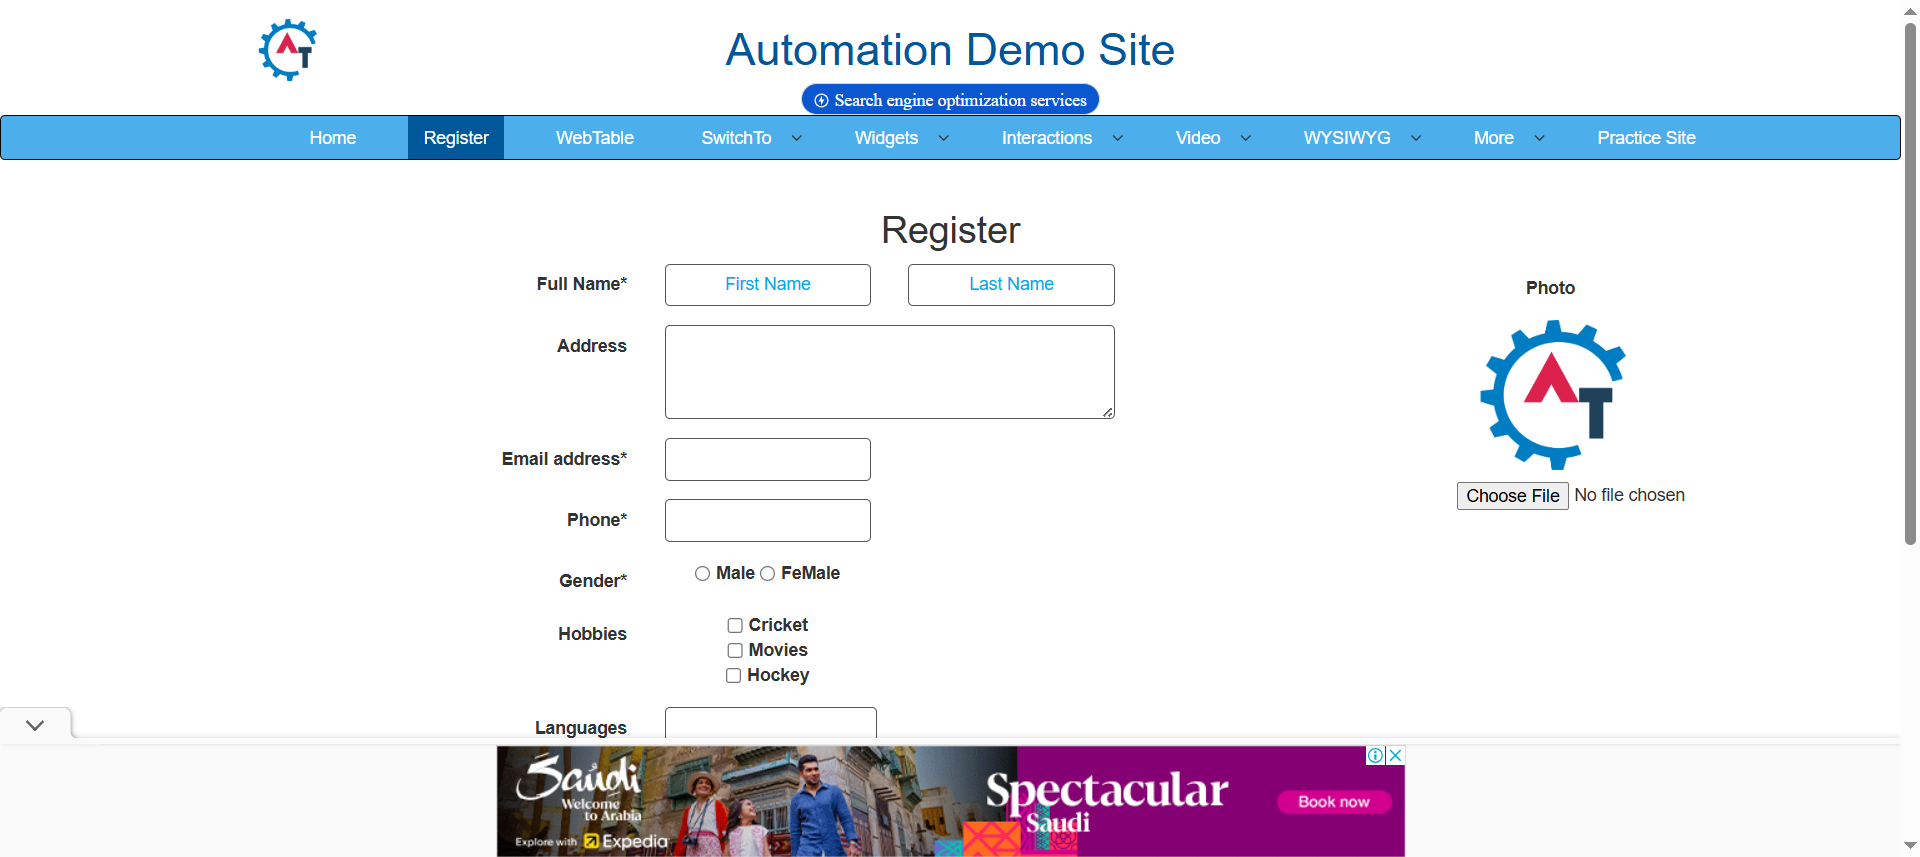 Automation Demo Site
Search engine optimization services
Home Register WebTable SwitchTo Widgets Interactions Video WYSIWYG More Practice Site
Register
Full Name* First Name Last Name
Photo
Address
AT
Email address*
Choose File No file chosen
Phone*
Gender* Male FeMale
Hobbies
Cricket
Movies
Hockey
Languages
Saudi
Welcome
to Arabia
Explore with Expedia
Spectacular
Saudi
Book now